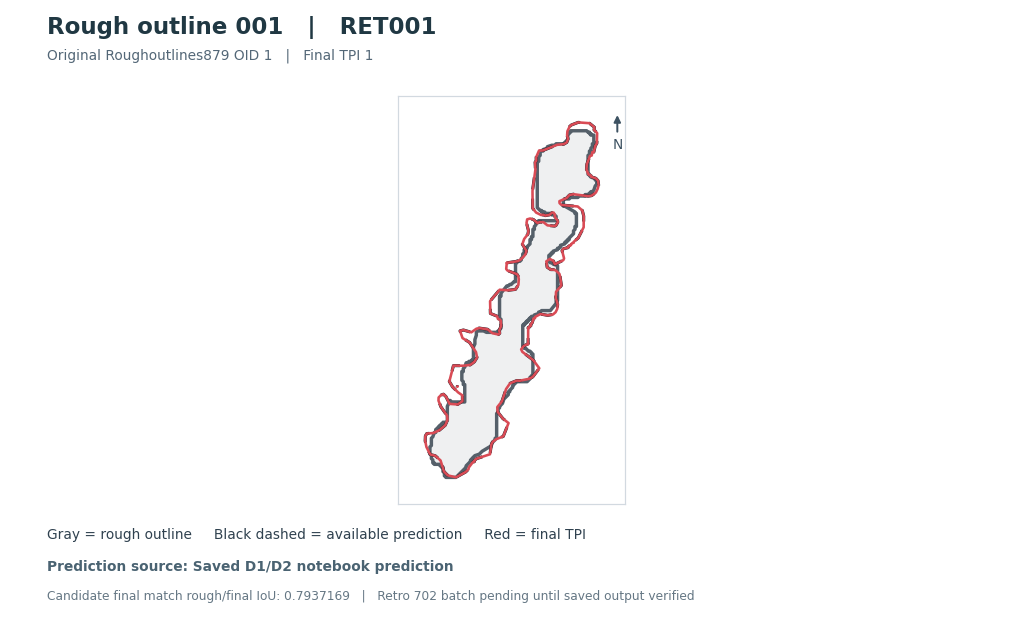 Rough outline 001   |   RET001
Original Roughoutlines879 OID 1   |   Final TPI 1
N
Gray = rough outline     Black dashed = available prediction     Red = final TPI
Prediction source: Saved D1/D2 notebook prediction
Candidate final match rough/final IoU: 0.7937169   |   Retro 702 batch pending until saved output verified